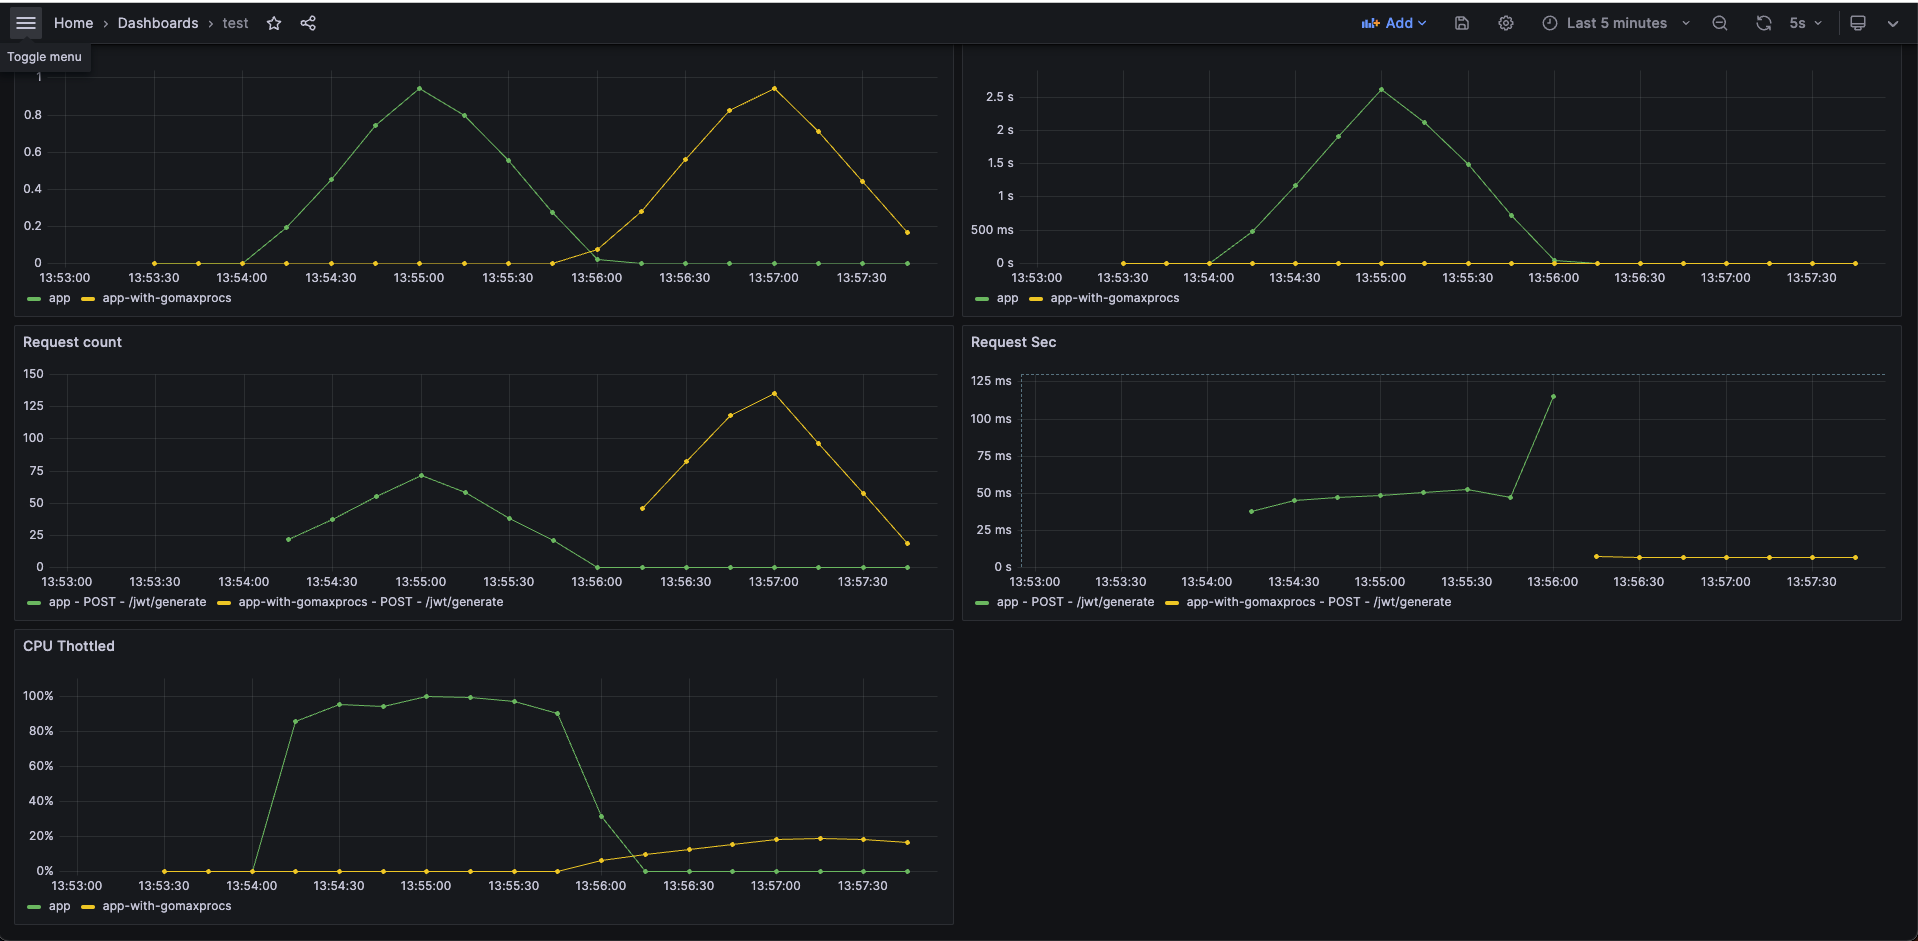 Home › Dashboards › test
Add
Last 5 minutes
5s
Toggle menu
1
0.8
0.6
0.4
0.2
0
13:53:00 13:53:30 13:54:00 13:54:30 13:55:00 13:55:30 13:56:00 13:56:30 13:57:00 13:57:30
app app-with-gomaxprocs
2.5 s
2 s
1.5 s
1 s
500 ms
0 s
13:53:00 13:53:30 13:54:00 13:54:30 13:55:00 13:55:30 13:56:00 13:56:30 13:57:00 13:57:30
app app-with-gomaxprocs
Request count
150
125
100
75
50
25
0
13:53:00 13:53:30 13:54:00 13:54:30 13:55:00 13:55:30 13:56:00 13:56:30 13:57:00 13:57:30
app - POST - /jwt/generate app-with-gomaxprocs - POST - /jwt/generate
Request Sec
125 ms
100 ms
75 ms
50 ms
25 ms
0 s
13:53:00 13:53:30 13:54:00 13:54:30 13:55:00 13:55:30 13:56:00 13:56:30 13:57:00 13:57:30
app - POST - /jwt/generate app-with-gomaxprocs - POST - /jwt/generate
CPU Thottled
100%
80%
60%
40%
20%
0%
13:53:00 13:53:30 13:54:00 13:54:30 13:55:00 13:55:30 13:56:00 13:56:30 13:57:00 13:57:30
app app-with-gomaxprocs